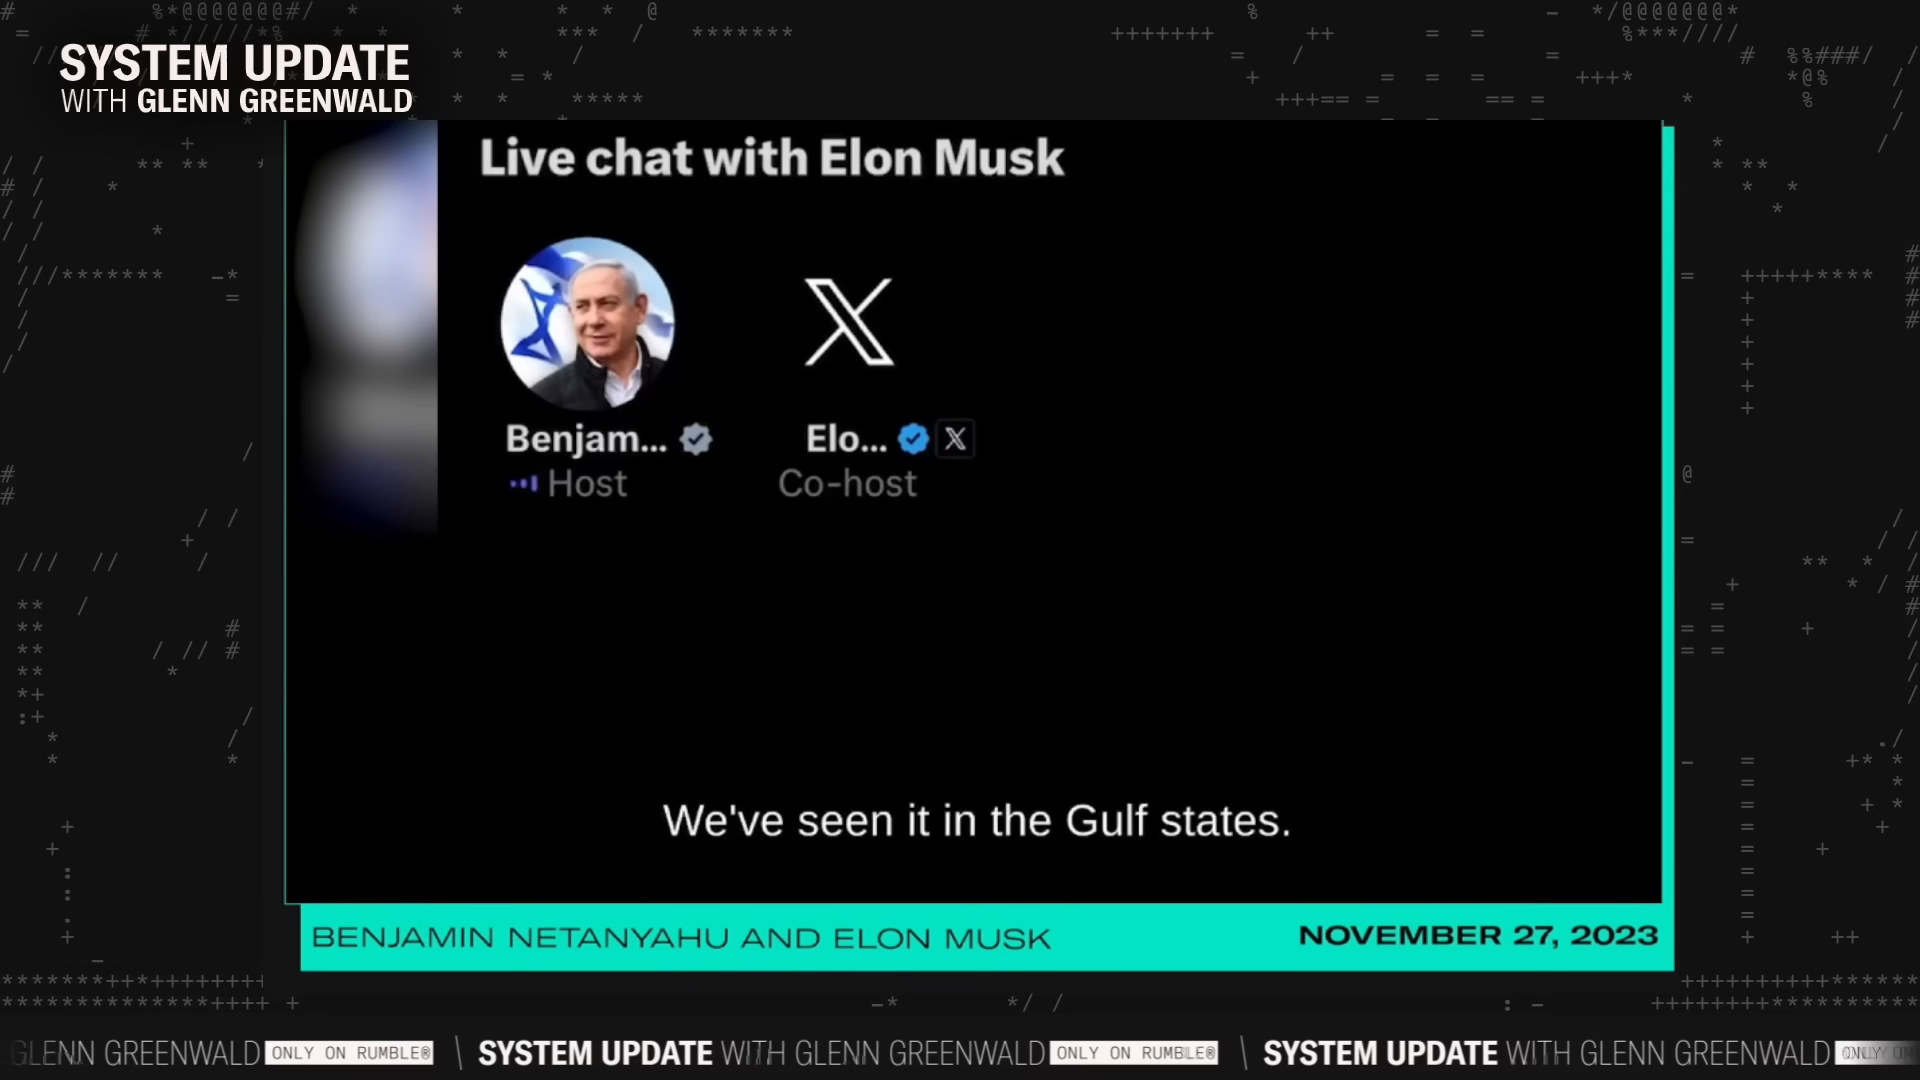 SYSTEM UPDATE
WITH GLENN GREENWALD
Live chat with Elon Musk
Benjam...
Host
Elo...
Co-host
We've seen it in the Gulf states.
BENJAMIN NETANYAHU AND ELON MUSK
NOVEMBER 27, 2023
GLENN GREENWALD ONLY ON RUMBLE® \ SYSTEM UPDATE WITH GLENN GREENWALD ONLY ON RUMBLE® \ SYSTEM UPDATE WITH GLENN GREENWALD ONLY